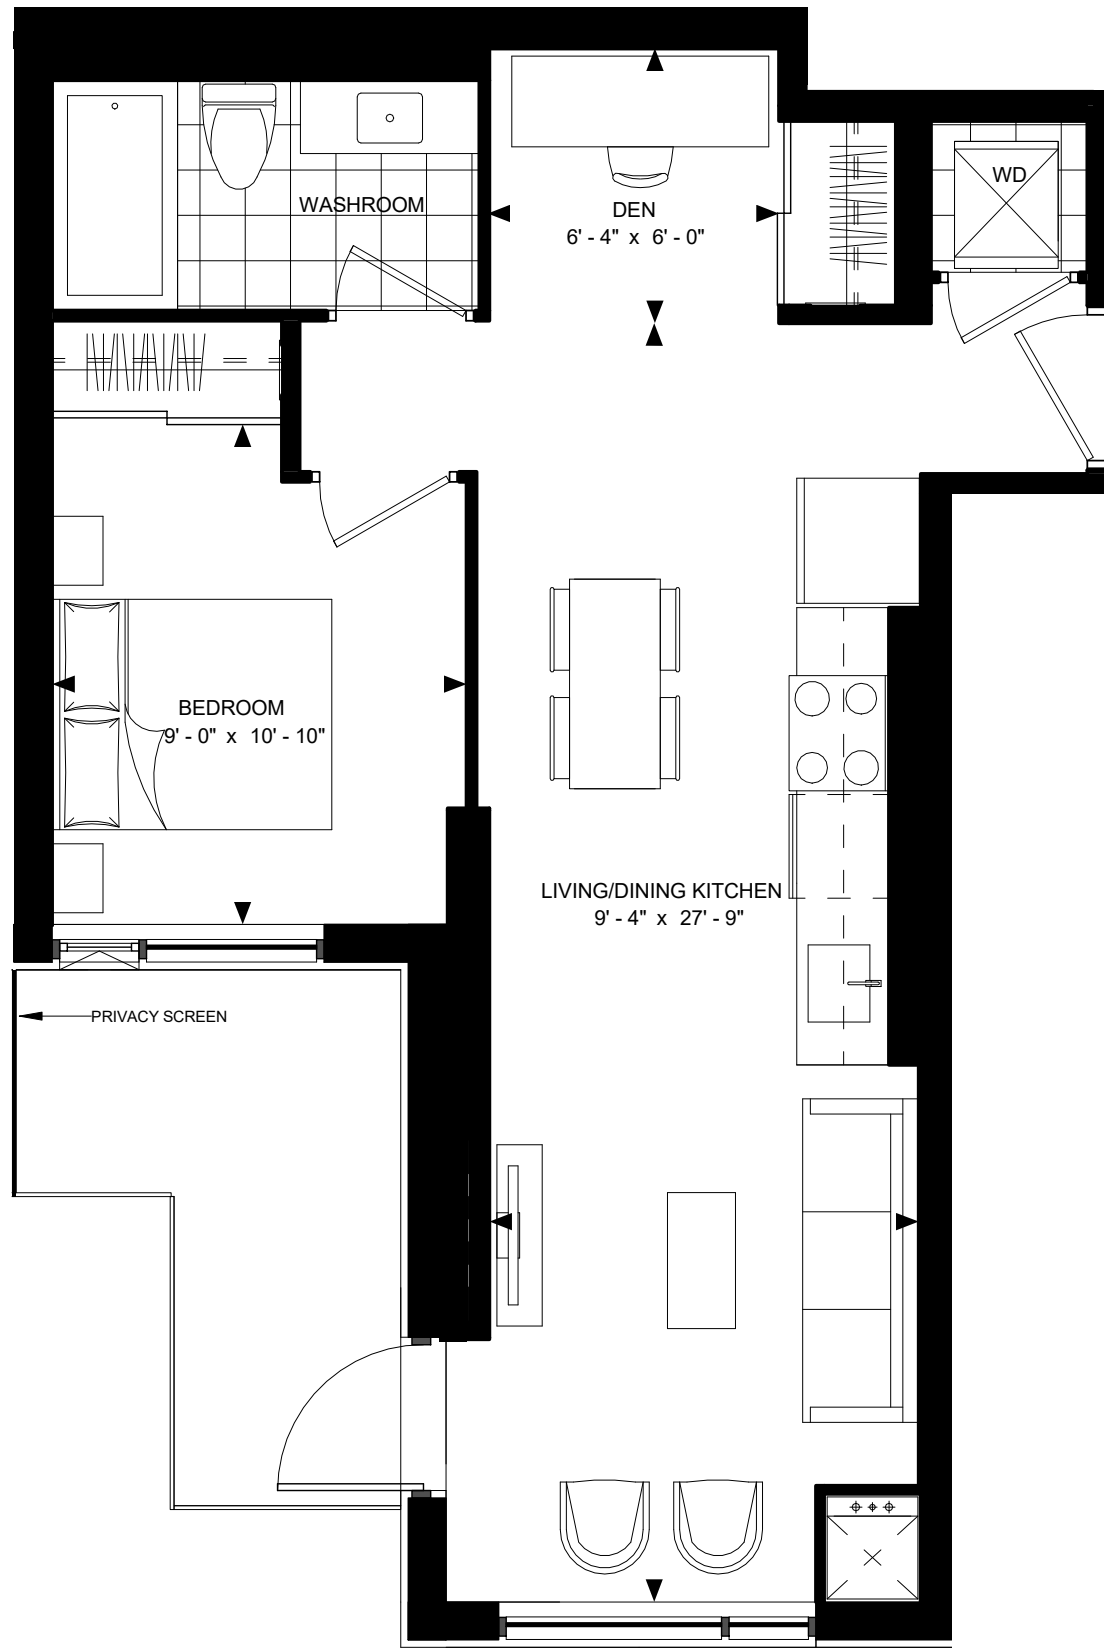 WASHROOM
DEN
6' - 4" x 6' - 0"
WD
BEDROOM
9' - 0" x 10' - 10"
LIVING/DINING KITCHEN
9' - 4" x 27' - 9"
PRIVACY SCREEN